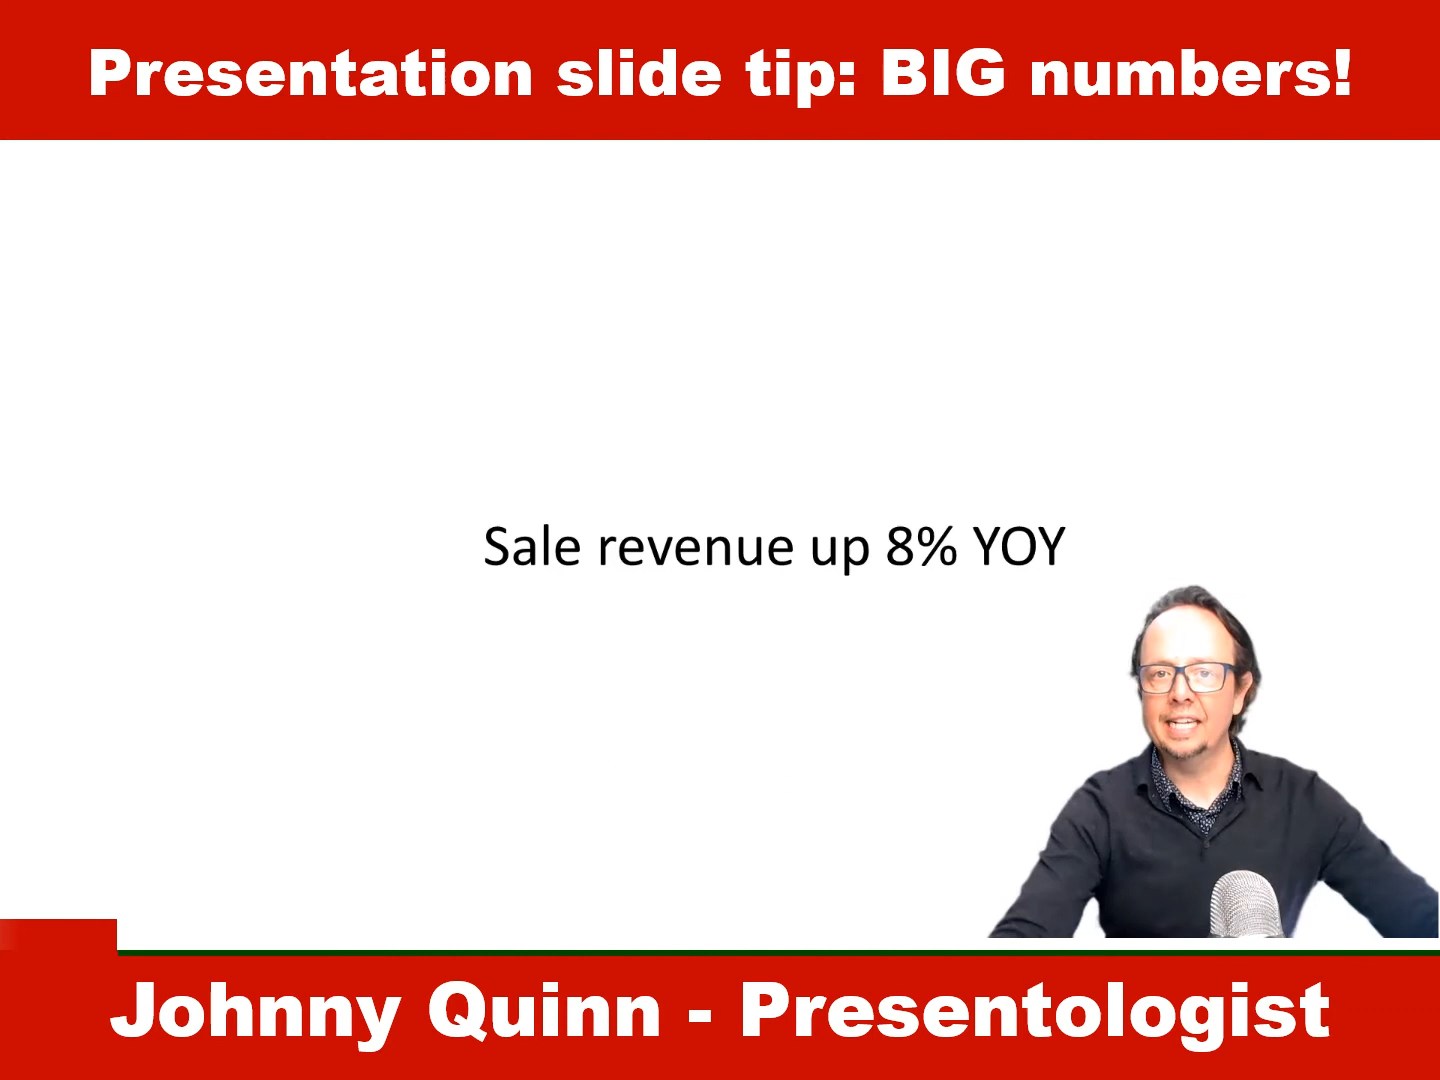 Presentation slide tip: BIG numbers!
Sale revenue up 8% YOY
Johnny Quinn - Presentologist